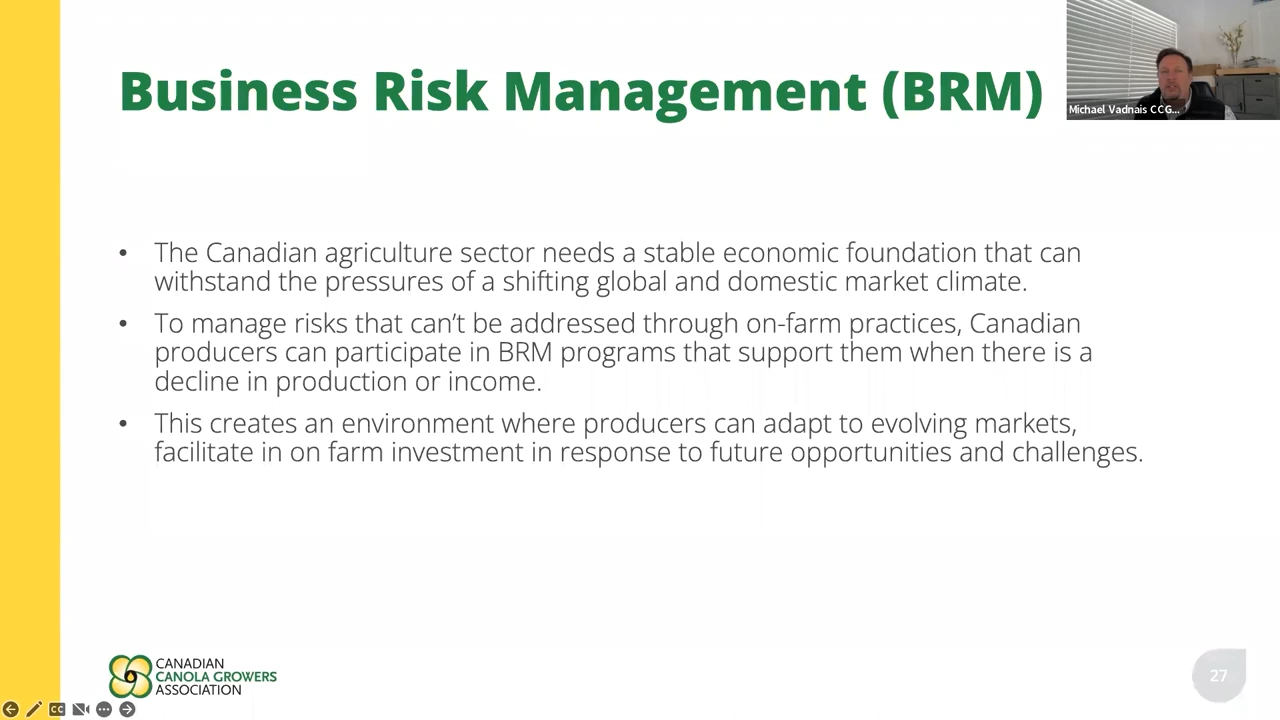 Business Risk Management (BRM)
Michael Vadnais CCG...
• The Canadian agriculture sector needs a stable economic foundation that can
withstand the pressures of a shifting global and domestic market climate.
• To manage risks that can’t be addressed through on-farm practices, Canadian
producers can participate in BRM programs that support them when there is a
decline in production or income.
• This creates an environment where producers can adapt to evolving markets,
facilitate in on farm investment in response to future opportunities and challenges.
CANADIAN
CANOLA GROWERS
ASSOCIATION
27
CC